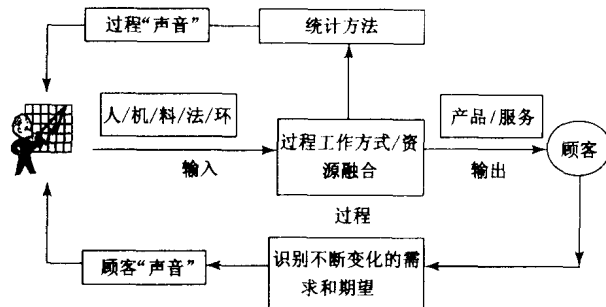 过程“声音”
统计方法
人/机/料/法/环
产品/服务
过程工作方式/资
源融合
输入
输出
顾客
过程
顾客“声音”
识别不断变化的需
求和期望